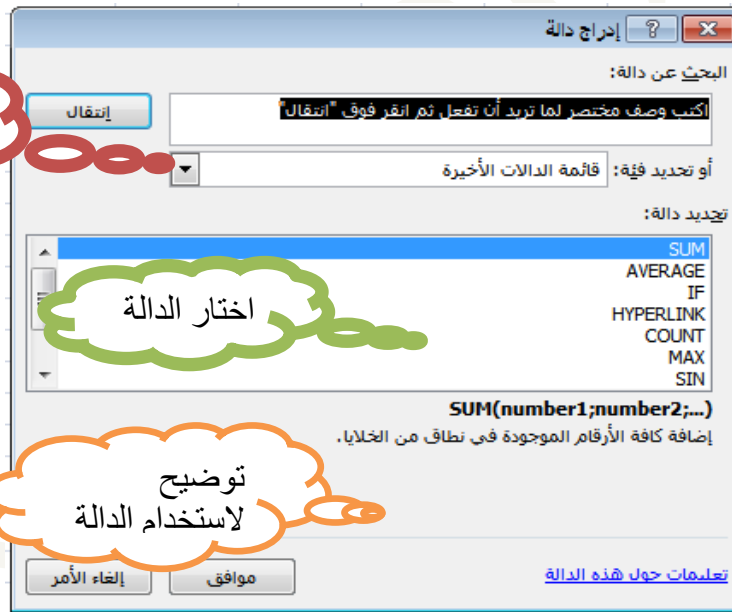 إدراج دالة
البحث عن دالة:
اكتب وصف مختصر لما تريد أن تفعل ثم انقر فوق "انتقال"
إنتقال
أو تحديد فئة: قائمة الدالات الأخيرة
تحديد دالة:
SUM
AVERAGE
IF
HYPERLINK
COUNT
MAX
SIN
اختار الدالة
SUM(number1;number2;...)
إضافة كافة الأرقام الموجودة في نطاق من الخلايا.
توضيح
لاستخدام الدالة
تعليمات حول هذه الدالة
موافق
إلغاء الأمر